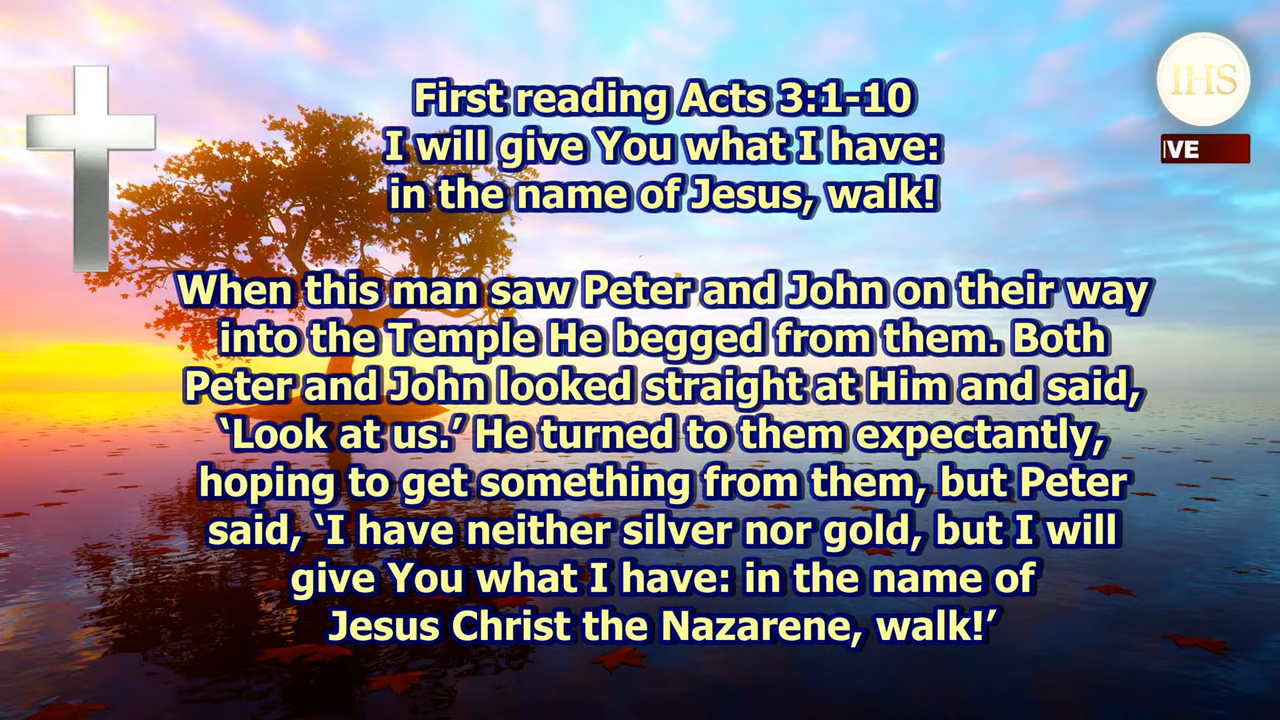 First reading Acts 3:1-10
I will give You what I have:
in the name of Jesus, walk!
When this man saw Peter and John on their way
into the Temple He begged from them. Both
Peter and John looked straight at Him and said,
‘Look at us.’ He turned to them expectantly,
hoping to get something from them, but Peter
said, ‘I have neither silver nor gold, but I will
give You what I have: in the name of
Jesus Christ the Nazarene, walk!’
IHS
IVE